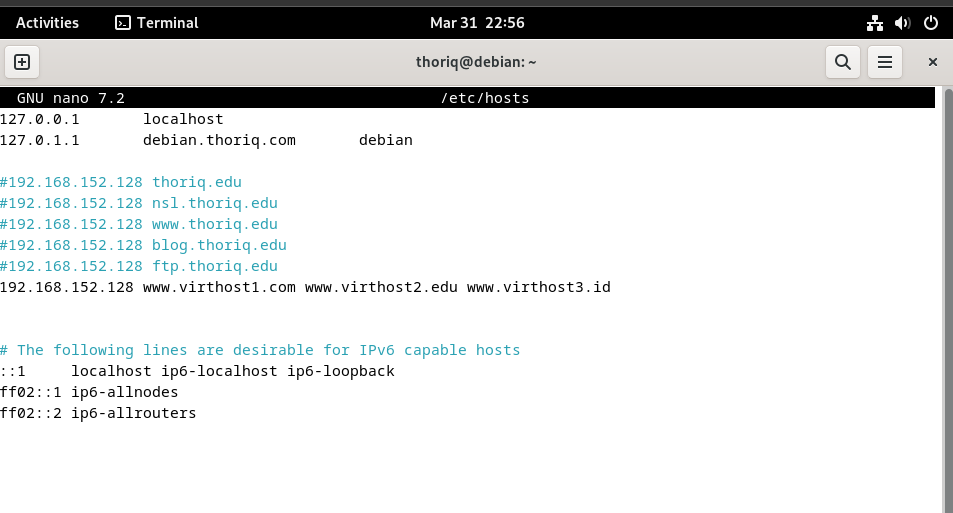 Activities Terminal Mar 31 22:56
thoriq@debian: ~
GNU nano 7.2 /etc/hosts
127.0.0.1 localhost
127.0.1.1 debian.thoriq.com debian
#192.168.152.128 thoriq.edu
#192.168.152.128 nsl.thoriq.edu
#192.168.152.128 www.thoriq.edu
#192.168.152.128 blog.thoriq.edu
#192.168.152.128 ftp.thoriq.edu
192.168.152.128 www.virthost1.com www.virthost2.edu www.virthost3.id
# The following lines are desirable for IPv6 capable hosts
::1 localhost ip6-localhost ip6-loopback
ff02::1 ip6-allnodes
ff02::2 ip6-allrouters